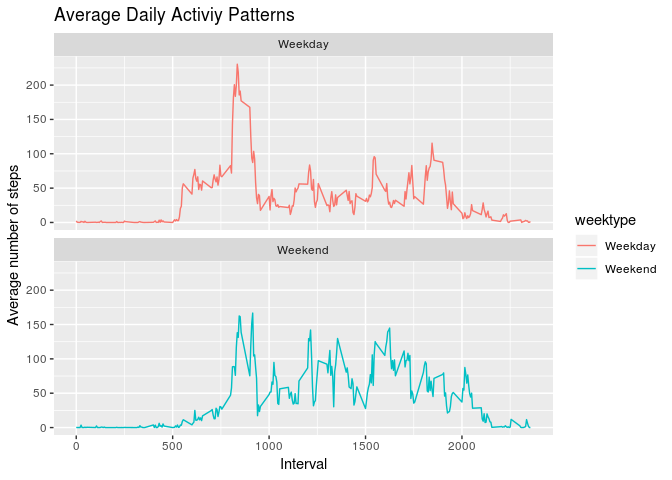 Average Daily Activiy Patterns
Weekday
200
150
100
50
0
Weekend
200
150
100
50
0
0 500 1000 1500 2000
Interval
Average number of steps
weektype
Weekday
Weekend